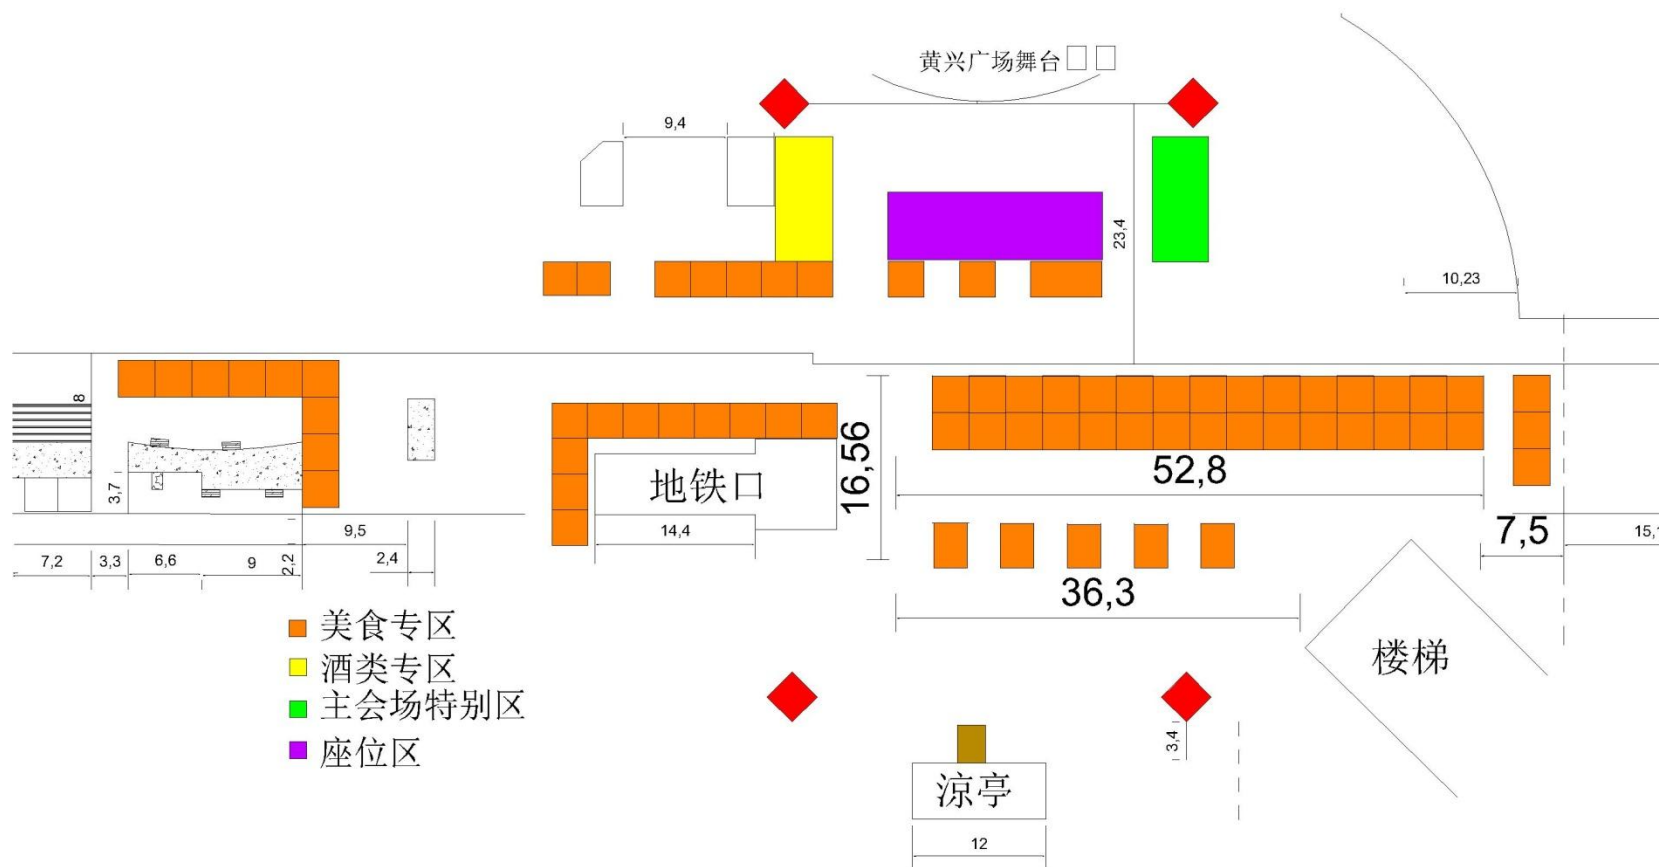 黄兴广场舞台
9,4
23,4
10,23
8
3,7
16,56
地铁口
52,8
14,4
9,5
7,5
15,1
7,2
3,3
6,6
9
2,2
2,4
36,3
美食专区
酒类专区
主会场特别区
座位区
楼梯
3,4
涼亭
12